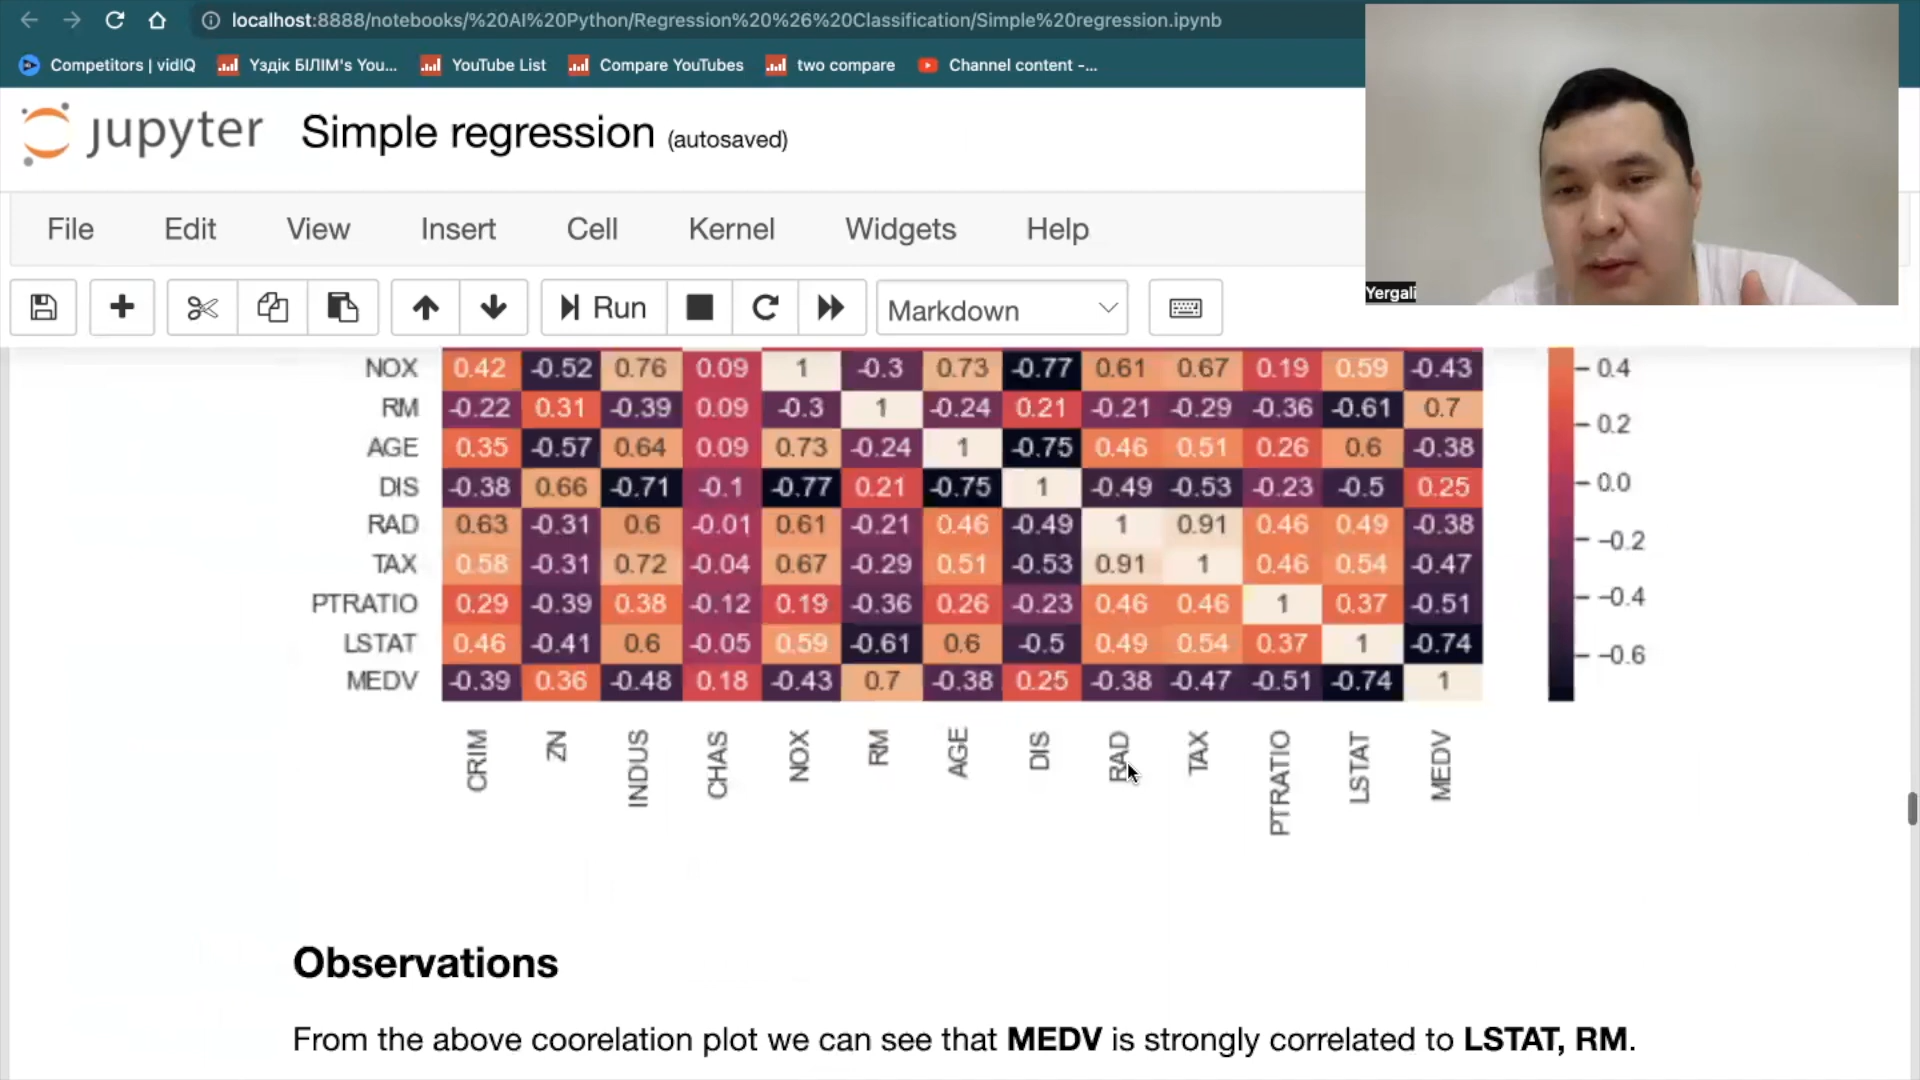 localhost:8888/notebooks/%20AI%20Python/Regression%20%26%20Classification/Simple%20regression.ipynb
Competitors | vidIQ Үздік БІЛІМ's You... YouTube List Compare YouTubes two compare Channel content -...
jupyter Simple regression (autosaved)
File Edit View Insert Cell Kernel Widgets Help
Run Markdown
Yergali
NOX 0.42 -0.52 0.76 0.09 1 -0.3 0.73 -0.77 0.61 0.67 0.19 0.59 -0.43
RM -0.22 0.31 -0.39 0.09 -0.3 1 -0.24 0.21 -0.21 -0.29 -0.36 -0.61 0.7
AGE 0.35 -0.57 0.64 0.09 0.73 -0.24 1 -0.75 0.46 0.51 0.26 0.6 -0.38
DIS -0.38 0.66 -0.71 -0.1 -0.77 0.21 -0.75 1 -0.49 -0.53 -0.23 -0.5 0.25
RAD 0.63 -0.31 0.6 -0.01 0.61 -0.21 0.46 -0.49 1 0.91 0.46 0.49 -0.38
TAX 0.58 -0.31 0.72 -0.04 0.67 -0.29 0.51 -0.53 0.91 1 0.46 0.54 -0.47
PTRATIO 0.29 -0.39 0.38 -0.12 0.19 -0.36 0.26 -0.23 0.46 0.46 1 0.37 -0.51
LSTAT 0.46 -0.41 0.6 -0.05 0.59 -0.61 0.6 -0.5 0.49 0.54 0.37 1 -0.74
MEDV -0.39 0.36 -0.48 0.18 -0.43 0.7 -0.38 0.25 -0.38 -0.47 -0.51 -0.74 1
0.4
0.2
0.0
−0.2
−0.4
−0.6
CRIM ZN INDUS CHAS NOX RM AGE DIS RAD TAX PTRATIO LSTAT MEDV
Observations
From the above coorelation plot we can see that MEDV is strongly correlated to LSTAT, RM.